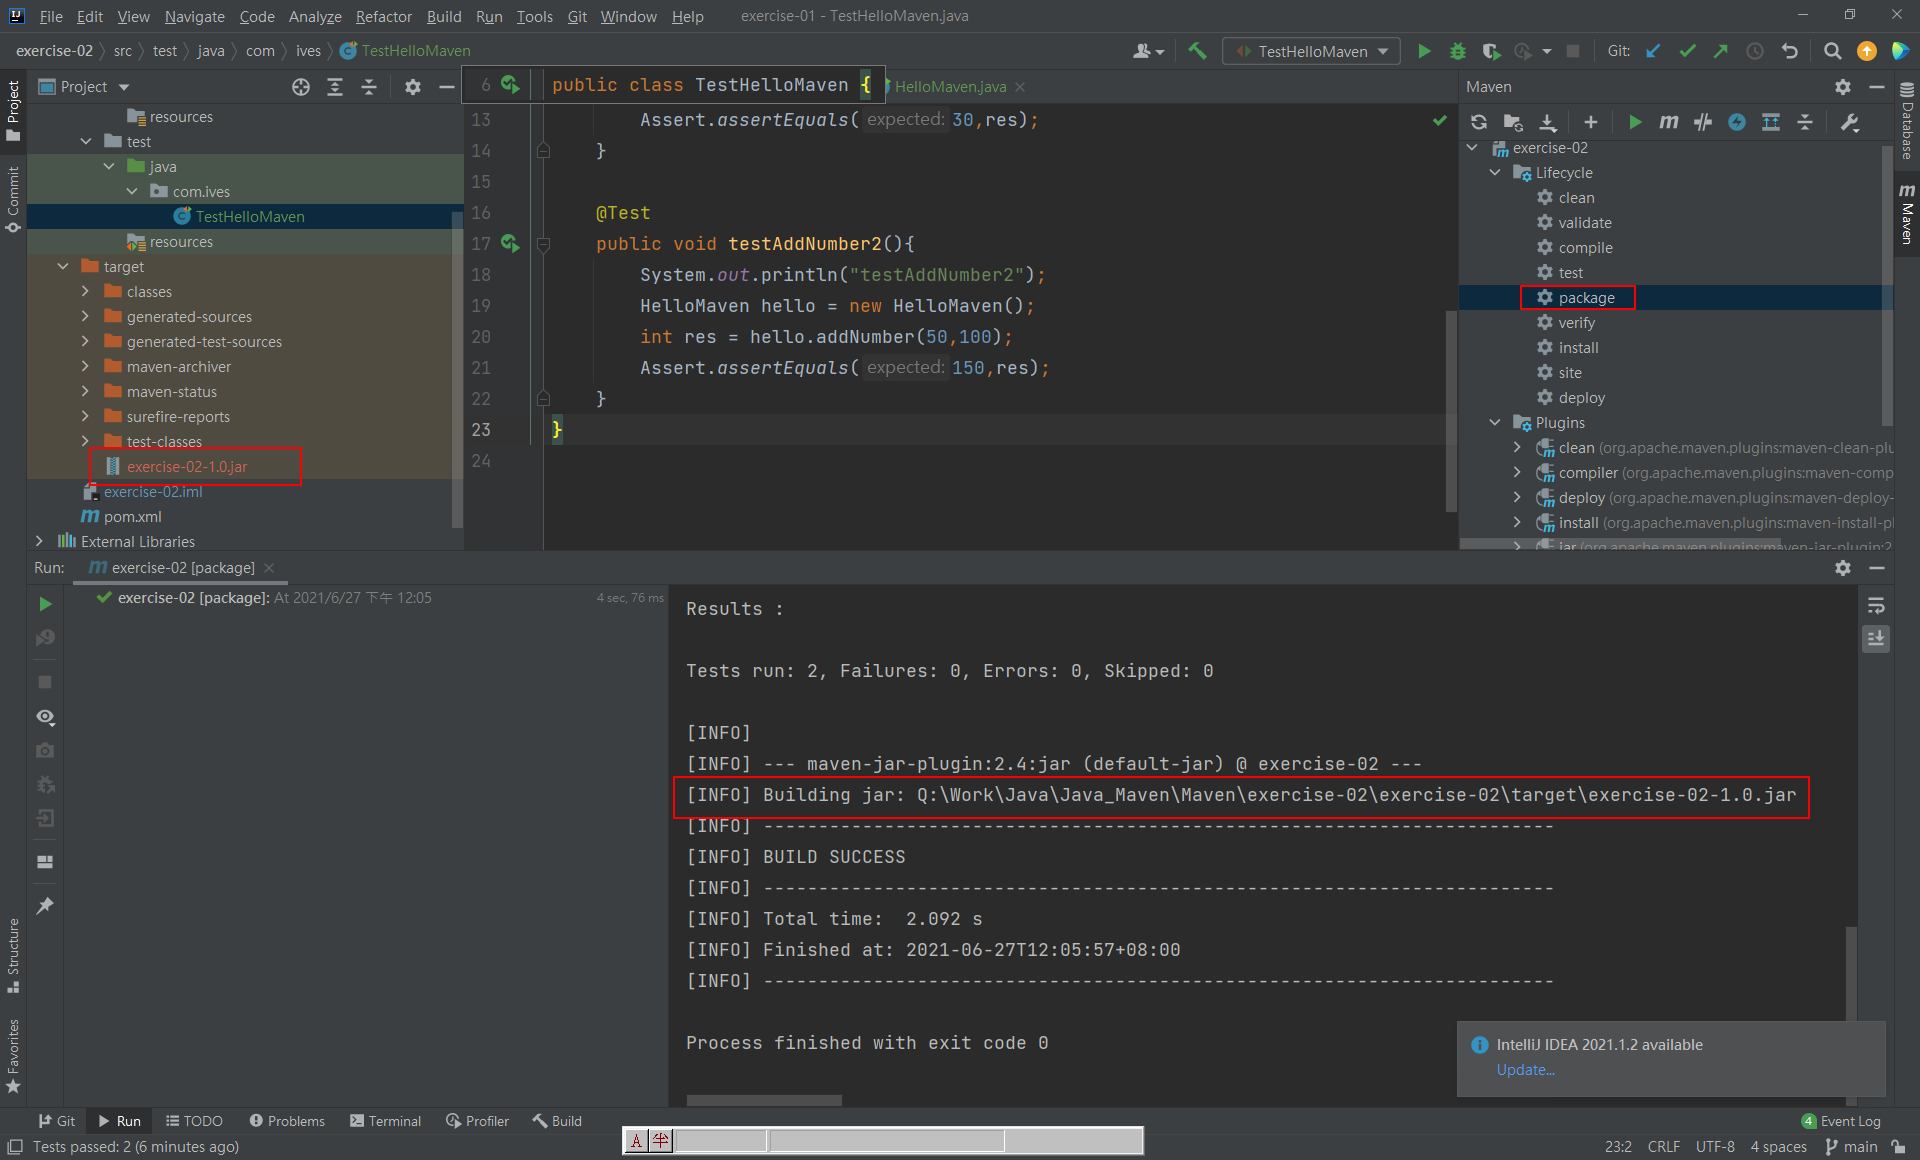 File Edit View Navigate Code Analyze Refactor Build Run Tools Git Window Help exercise-01 - TestHelloMaven.java
exercise-02 src test java com ives TestHelloMaven
TestHelloMaven Git:
Project
resources
test
java
com.ives
TestHelloMaven
resources
target
classes
generated-sources
generated-test-sources
maven-archiver
maven-status
surefire-reports
test-classes
exercise-02-1.0.jar
exercise-02.iml
pom.xml
External Libraries
6 public class TestHelloMaven { HelloMaven.java
13 Assert.assertEquals( expected: 30,res);
14 }
15
16 @Test
17 public void testAddNumber2(){
18 System.out.println("testAddNumber2");
19 HelloMaven hello = new HelloMaven();
20 int res = hello.addNumber(50,100);
21 Assert.assertEquals( expected: 150,res);
22 }
23 }
24
Maven
exercise-02
Lifecycle
clean
validate
compile
test
package
verify
install
site
deploy
Plugins
clean (org.apache.maven.plugins:maven-clean-plu
compiler (org.apache.maven.plugins:maven-comp
deploy (org.apache.maven.plugins:maven-deploy-
install (org.apache.maven.plugins:maven-install-pl
jar (org.apache.maven.plugins:maven-jar-plugin:2
Project
Commit
Structure
Favorites
Database
Maven
Run: exercise-02 [package]
exercise-02 [package]: At 2021/6/27 下午 12:05 4 sec, 76 ms
Results :
Tests run: 2, Failures: 0, Errors: 0, Skipped: 0
[INFO]
[INFO] --- maven-jar-plugin:2.4:jar (default-jar) @ exercise-02 ---
[INFO] Building jar: Q:\Work\Java\Java_Maven\Maven\exercise-02\exercise-02\target\exercise-02-1.0.jar
[INFO] ------------------------------------------------------------------------
[INFO] BUILD SUCCESS
[INFO] ------------------------------------------------------------------------
[INFO] Total time:  2.092 s
[INFO] Finished at: 2021-06-27T12:05:57+08:00
[INFO] ------------------------------------------------------------------------
Process finished with exit code 0
IntelliJ IDEA 2021.1.2 available
Update...
Git Run TODO Problems Terminal Profiler Build 4 Event Log
A 半
Tests passed: 2 (6 minutes ago) 23:2 CRLF UTF-8 4 spaces main